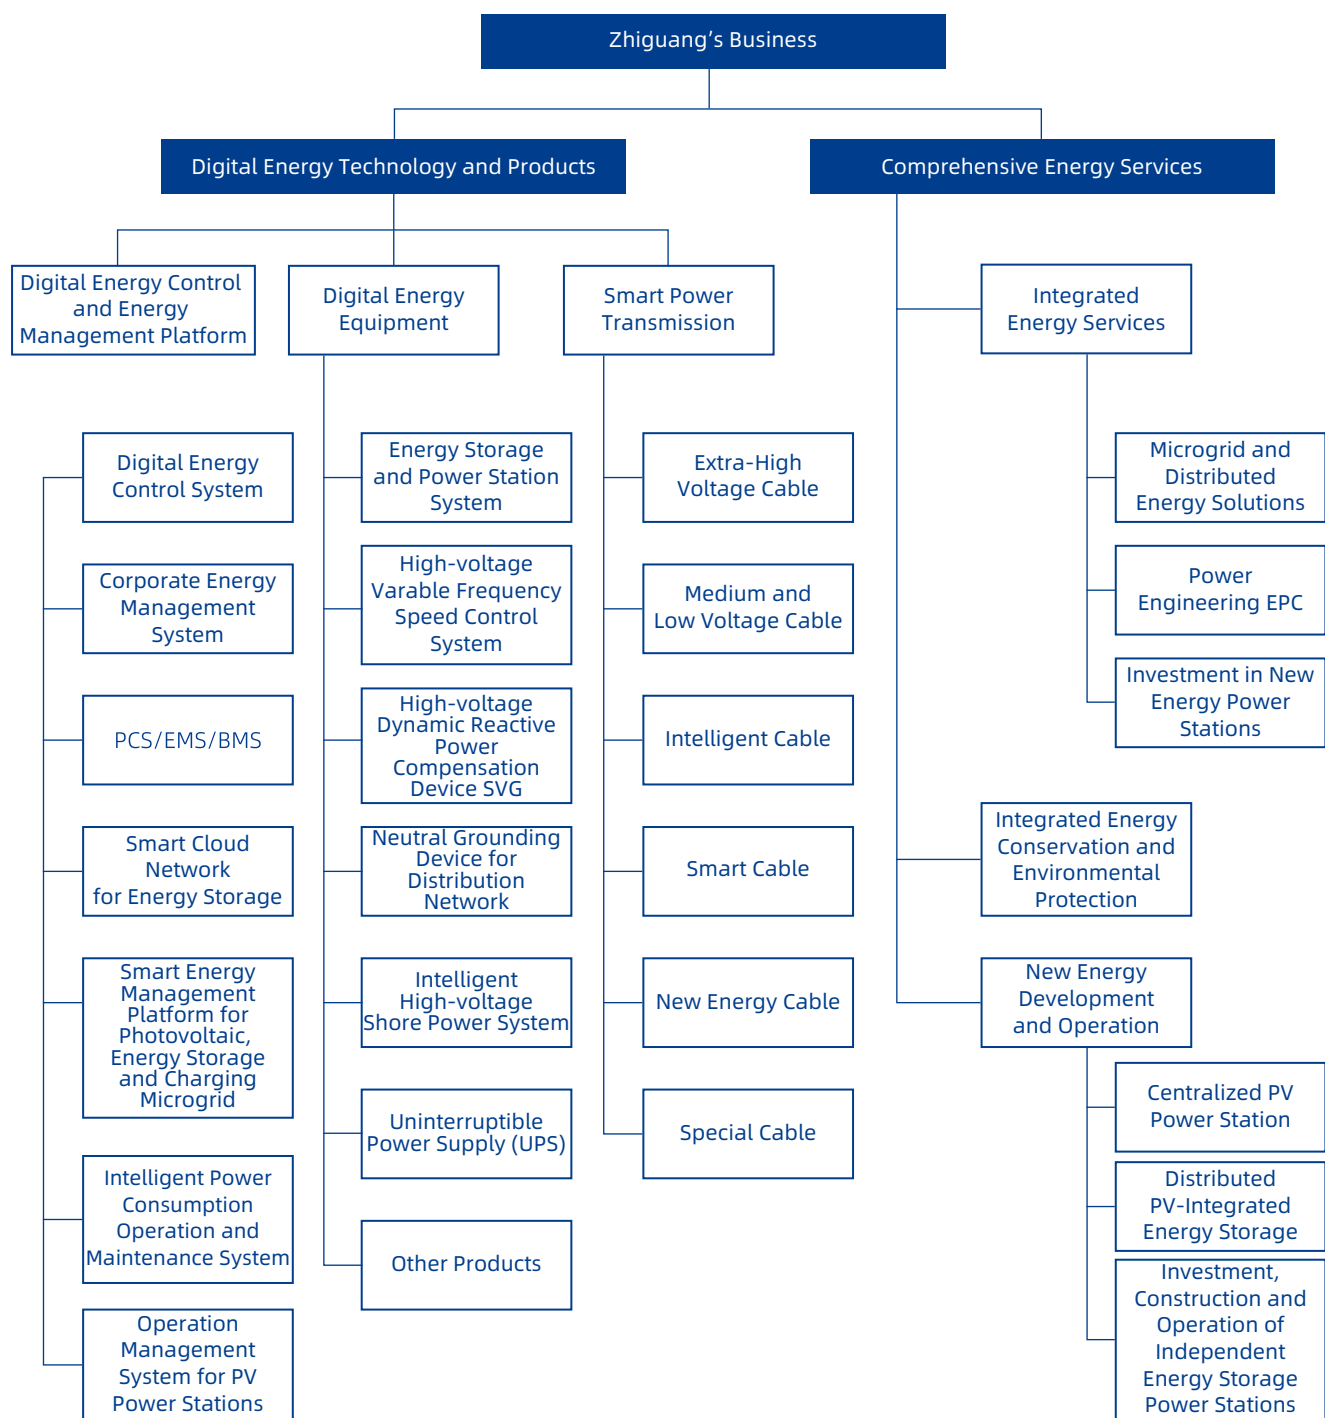 Zhiguang’s Business
Digital Energy Technology and Products
Comprehensive Energy Services
Digital Energy Control
and Energy
Management Platform
Digital Energy
Equipment
Smart Power
Transmission
Integrated
Energy Services
Digital Energy
Control System
Corporate Energy
Management
System
PCS/EMS/BMS
Smart Cloud
Network
for Energy Storage
Smart Energy
Management
Platform for
Photovoltaic,
Energy Storage
and Charging
Microgrid
Intelligent Power
Consumption
Operation and
Maintenance System
Operation
Management
System for PV
Power Stations
Energy Storage
and Power Station
System
High-voltage
Varable Frequency
Speed Control
System
High-voltage
Dynamic Reactive
Power
Compensation
Device SVG
Neutral Grounding
Device for
Distribution
Network
Intelligent
High-voltage
Shore Power System
Uninterruptible
Power Supply (UPS)
Other Products
Extra-High
Voltage Cable
Medium and
Low Voltage Cable
Intelligent Cable
Smart Cable
New Energy Cable
Special Cable
Microgrid and
Distributed
Energy Solutions
Power
Engineering EPC
Investment in New
Energy Power
Stations
Integrated Energy
Conservation and
Environmental
Protection
New Energy
Development
and Operation
Centralized PV
Power Station
Distributed
PV-Integrated
Energy Storage
Investment,
Construction and
Operation of
Independent
Energy Storage
Power Stations